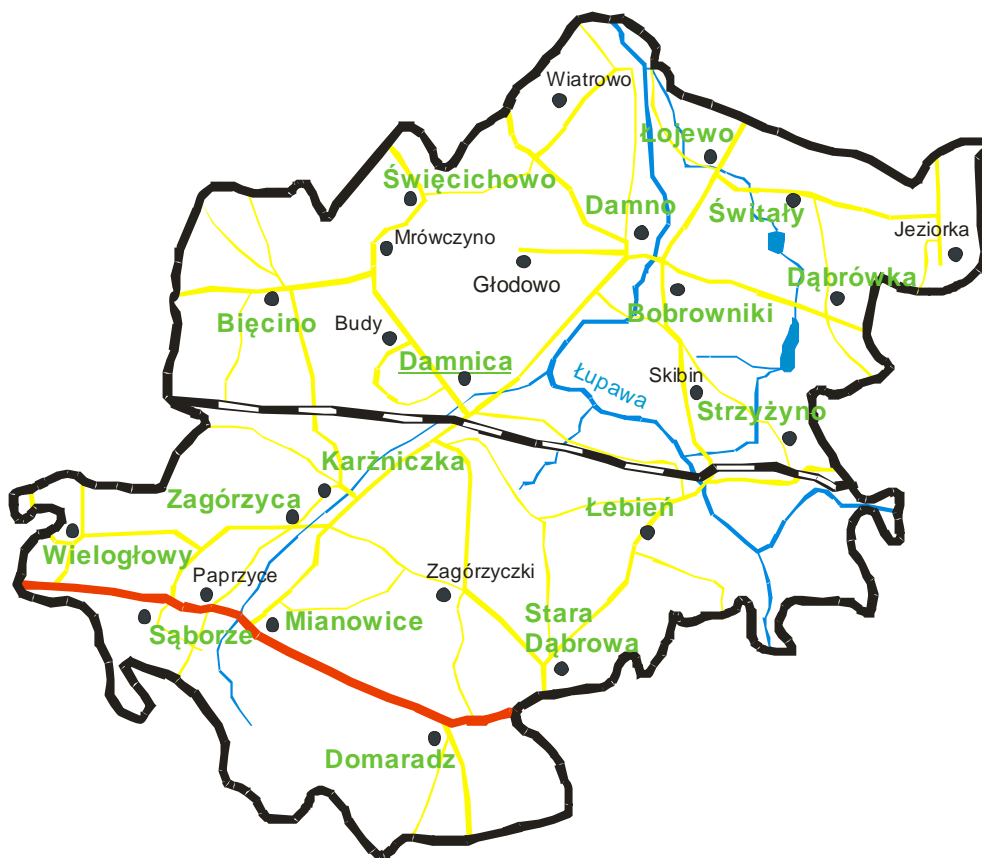 Wiatrowo
Łojewo
Święcichowo
Damno
Świtały
Mrówczyno
Jeziorka
Głodowo
Dąbrówka
Bobrowniki
Bięcino
Budy
Damnica
Łupawa
Skibin
Strzyżyno
Karżniczka
Zagórzyca
Łebień
Wielogłowy
Paprzyce
Zagórzyczki
Sąborze
Mianowice
Stara
Dąbrowa
Domaradz